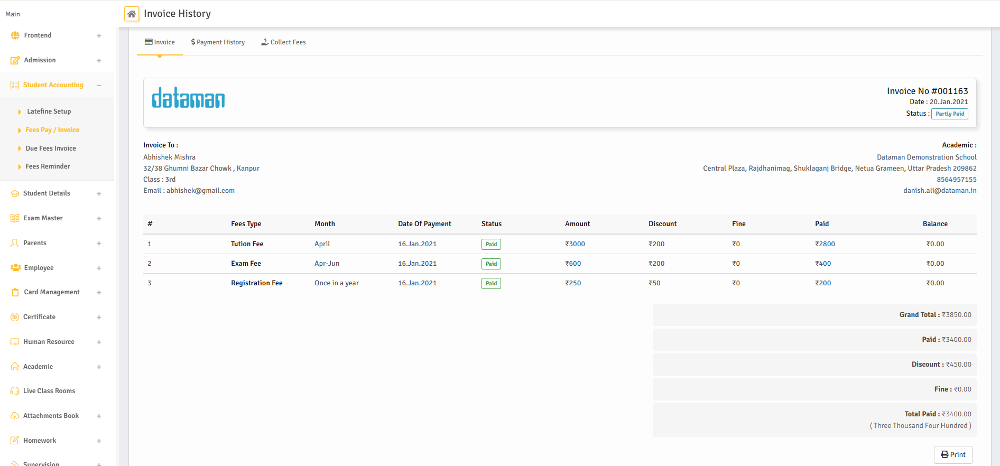 Main
Frontend +
Admission +
Student Accounting −
Latefine Setup
Fees Pay / Invoice
Due Fees Invoice
Fees Reminder
Student Details +
Exam Master +
Parents +
Employee +
Card Management +
Certificate +
Human Resource +
Academic +
Live Class Rooms
Attachments Book +
Homework +
Supervision +
Invoice History
Invoice
$ Payment History
Collect Fees
dataman
Invoice No #001163
Date : 20.Jan.2021
Status : Partly Paid
Invoice To :
Abhishek Mishra
32/38 Ghumni Bazar Chowk , Kanpur
Class : 3rd
Email : abhishek@gmail.com
Academic :
Dataman Demonstration School
Central Plaza, Rajdhanimag, Shuklaganj Bridge, Netua Grameen, Uttar Pradesh 209862
8564957155
danish.ali@dataman.in
# Fees Type Month Date Of Payment Status Amount Discount Fine Paid Balance
1 Tution Fee April 16.Jan.2021 Paid ₹3000 ₹200 ₹0 ₹2800 ₹0.00
2 Exam Fee Apr-Jun 16.Jan.2021 Paid ₹600 ₹200 ₹0 ₹400 ₹0.00
3 Registration Fee Once in a year 16.Jan.2021 Paid ₹250 ₹50 ₹0 ₹200 ₹0.00
Grand Total : ₹3850.00
Paid : ₹3400.00
Discount : ₹450.00
Fine : ₹0.00
Total Paid : ₹3400.00
( Three Thousand Four Hundred )
Print